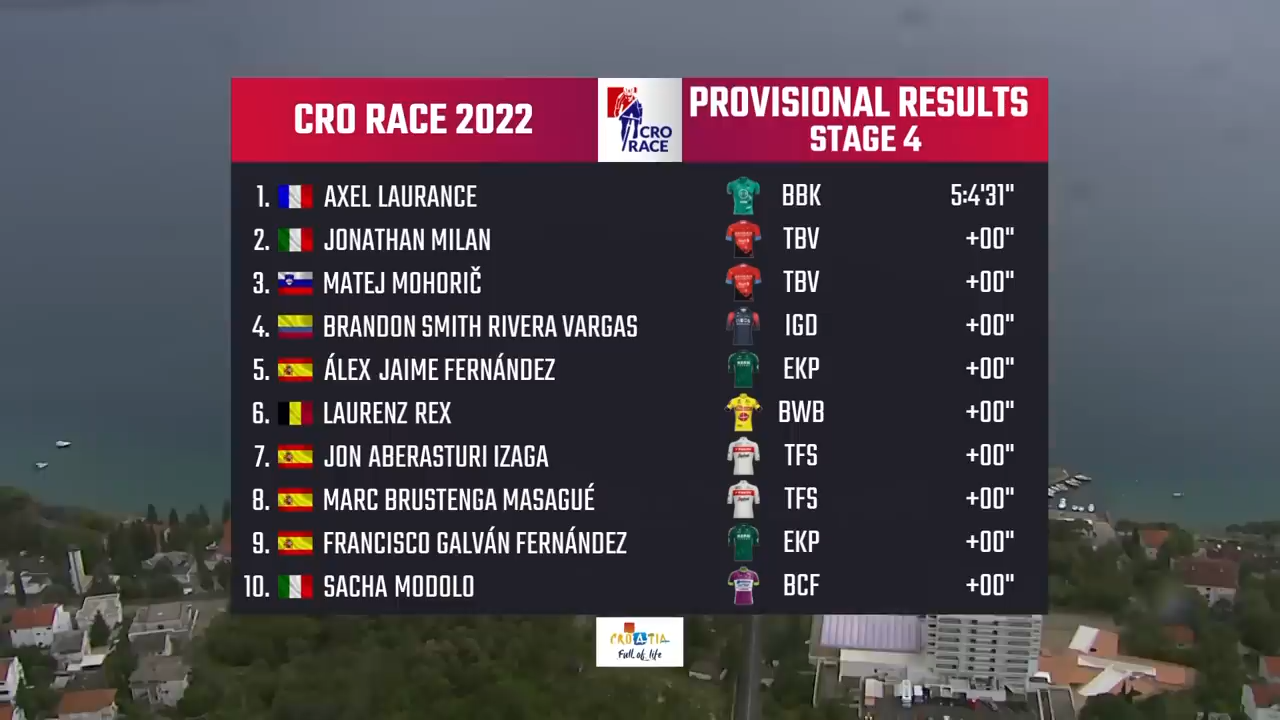 CRO RACE 2022
CRO
RACE
PROVISIONAL RESULTS
STAGE 4
1. AXEL LAURANCE BBK 5:4'31"
2. JONATHAN MILAN TBV +00"
3. MATEJ MOHORIČ TBV +00"
4. BRANDON SMITH RIVERA VARGAS IGD +00"
5. ÁLEX JAIME FERNÁNDEZ EKP +00"
6. LAURENZ REX BWB +00"
7. JON ABERASTURI IZAGA TFS +00"
8. MARC BRUSTENGA MASAGUÉ TFS +00"
9. FRANCISCO GALVÁN FERNÁNDEZ EKP +00"
10. SACHA MODOLO BCF +00"
CROATIA
Full of life